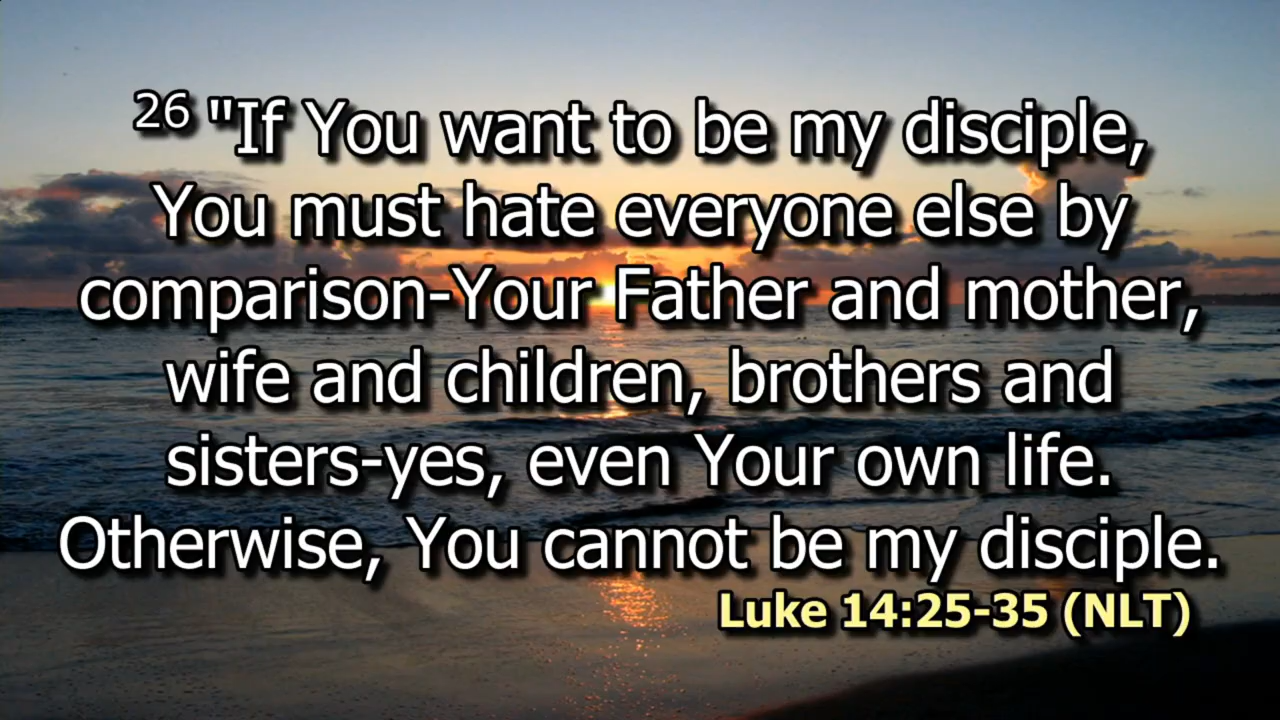 26 "If You want to be my disciple,
You must hate everyone else by
comparison-Your Father and mother,
wife and children, brothers and
sisters-yes, even Your own life.
Otherwise, You cannot be my disciple.
Luke 14:25-35 (NLT)